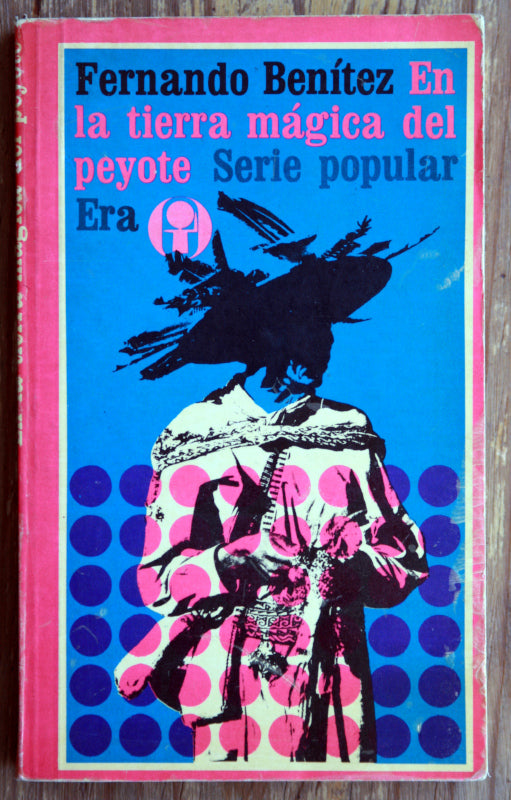 Fernando Benítez En
la tierra mágica del
peyote Serie popular
Era